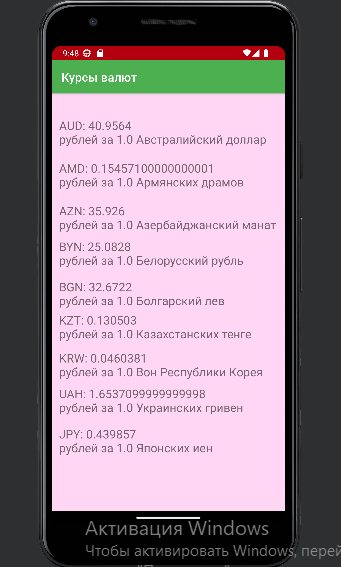 9:48
Курсы валют
AUD: 40.9564
рублей за 1.0 Австралийский доллар
AMD: 0.15457100000000001
рублей за 1.0 Армянских драмов
AZN: 35.926
рублей за 1.0 Азербайджанский манат
BYN: 25.0828
рублей за 1.0 Белорусский рубль
BGN: 32.6722
рублей за 1.0 Болгарский лев
KZT: 0.130503
рублей за 1.0 Казахстанских тенге
KRW: 0.0460381
рублей за 1.0 Вон Республики Корея
UAH: 1.6537099999999998
рублей за 1.0 Украинских гривен
JPY: 0.439857
рублей за 1.0 Японских иен
Активация Windows
Чтобы активировать Windows, перей